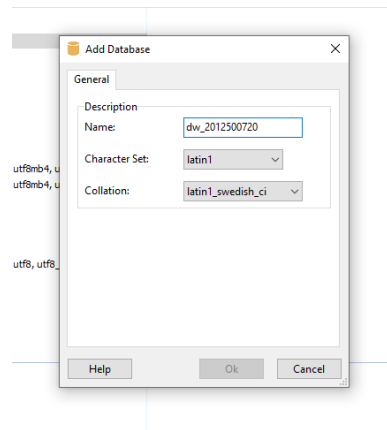 Add Database
General
Description
Name: dw_2012500720
Character Set: latin1
utf8mb4, u
utf8mb4, u
Collation: latin1_swedish_ci
utf8, utf8_
Help Ok Cancel